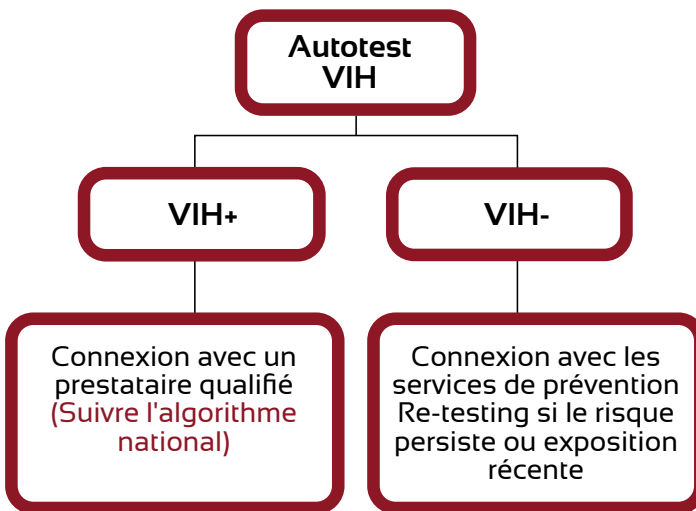 Autotest
VIH
VIH+
VIH-
Connexion avec un
prestataire qualifié
(Suivre l'algorithme
national)
Connexion avec les
services de prévention
Re-testing si le risque
persiste ou exposition
récente